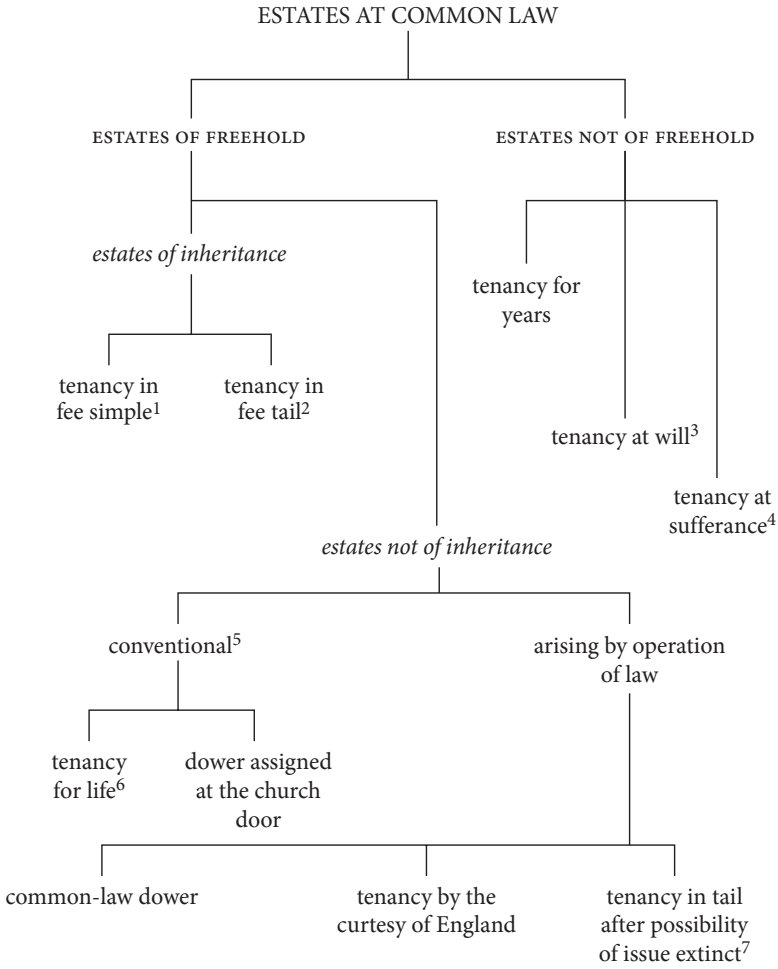 ESTATES AT COMMON LAW
ESTATES OF FREEHOLD
ESTATES NOT OF FREEHOLD
estates of inheritance
tenancy for
years
tenancy in
fee simple¹
tenancy in
fee tail²
tenancy at will³
tenancy at
sufferance⁴
estates not of inheritance
conventional⁵
arising by operation
of law
tenancy
for life⁶
dower assigned
at the church
door
common-law dower
tenancy by the
curtesy of England
tenancy in tail
after possibility
of issue extinct⁷